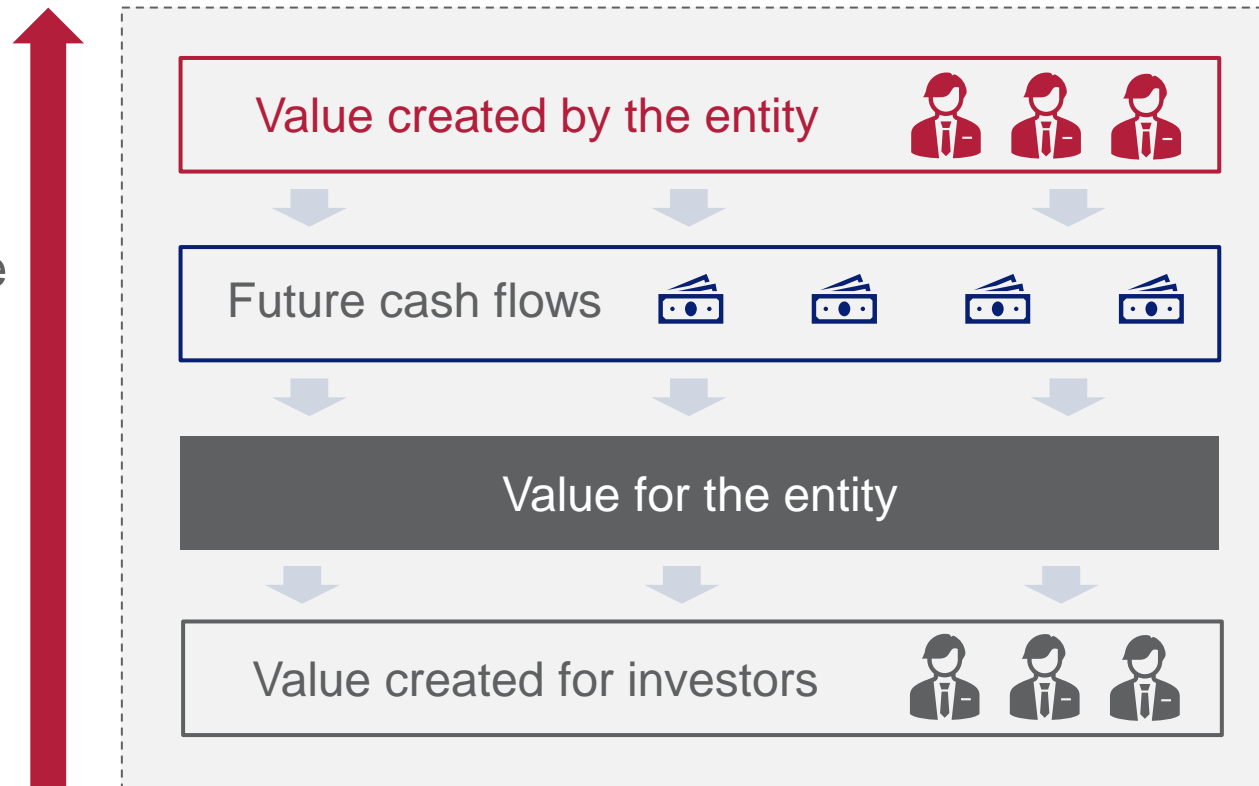 Value created by the entity
Future cash flows
Value for the entity
Value created for investors